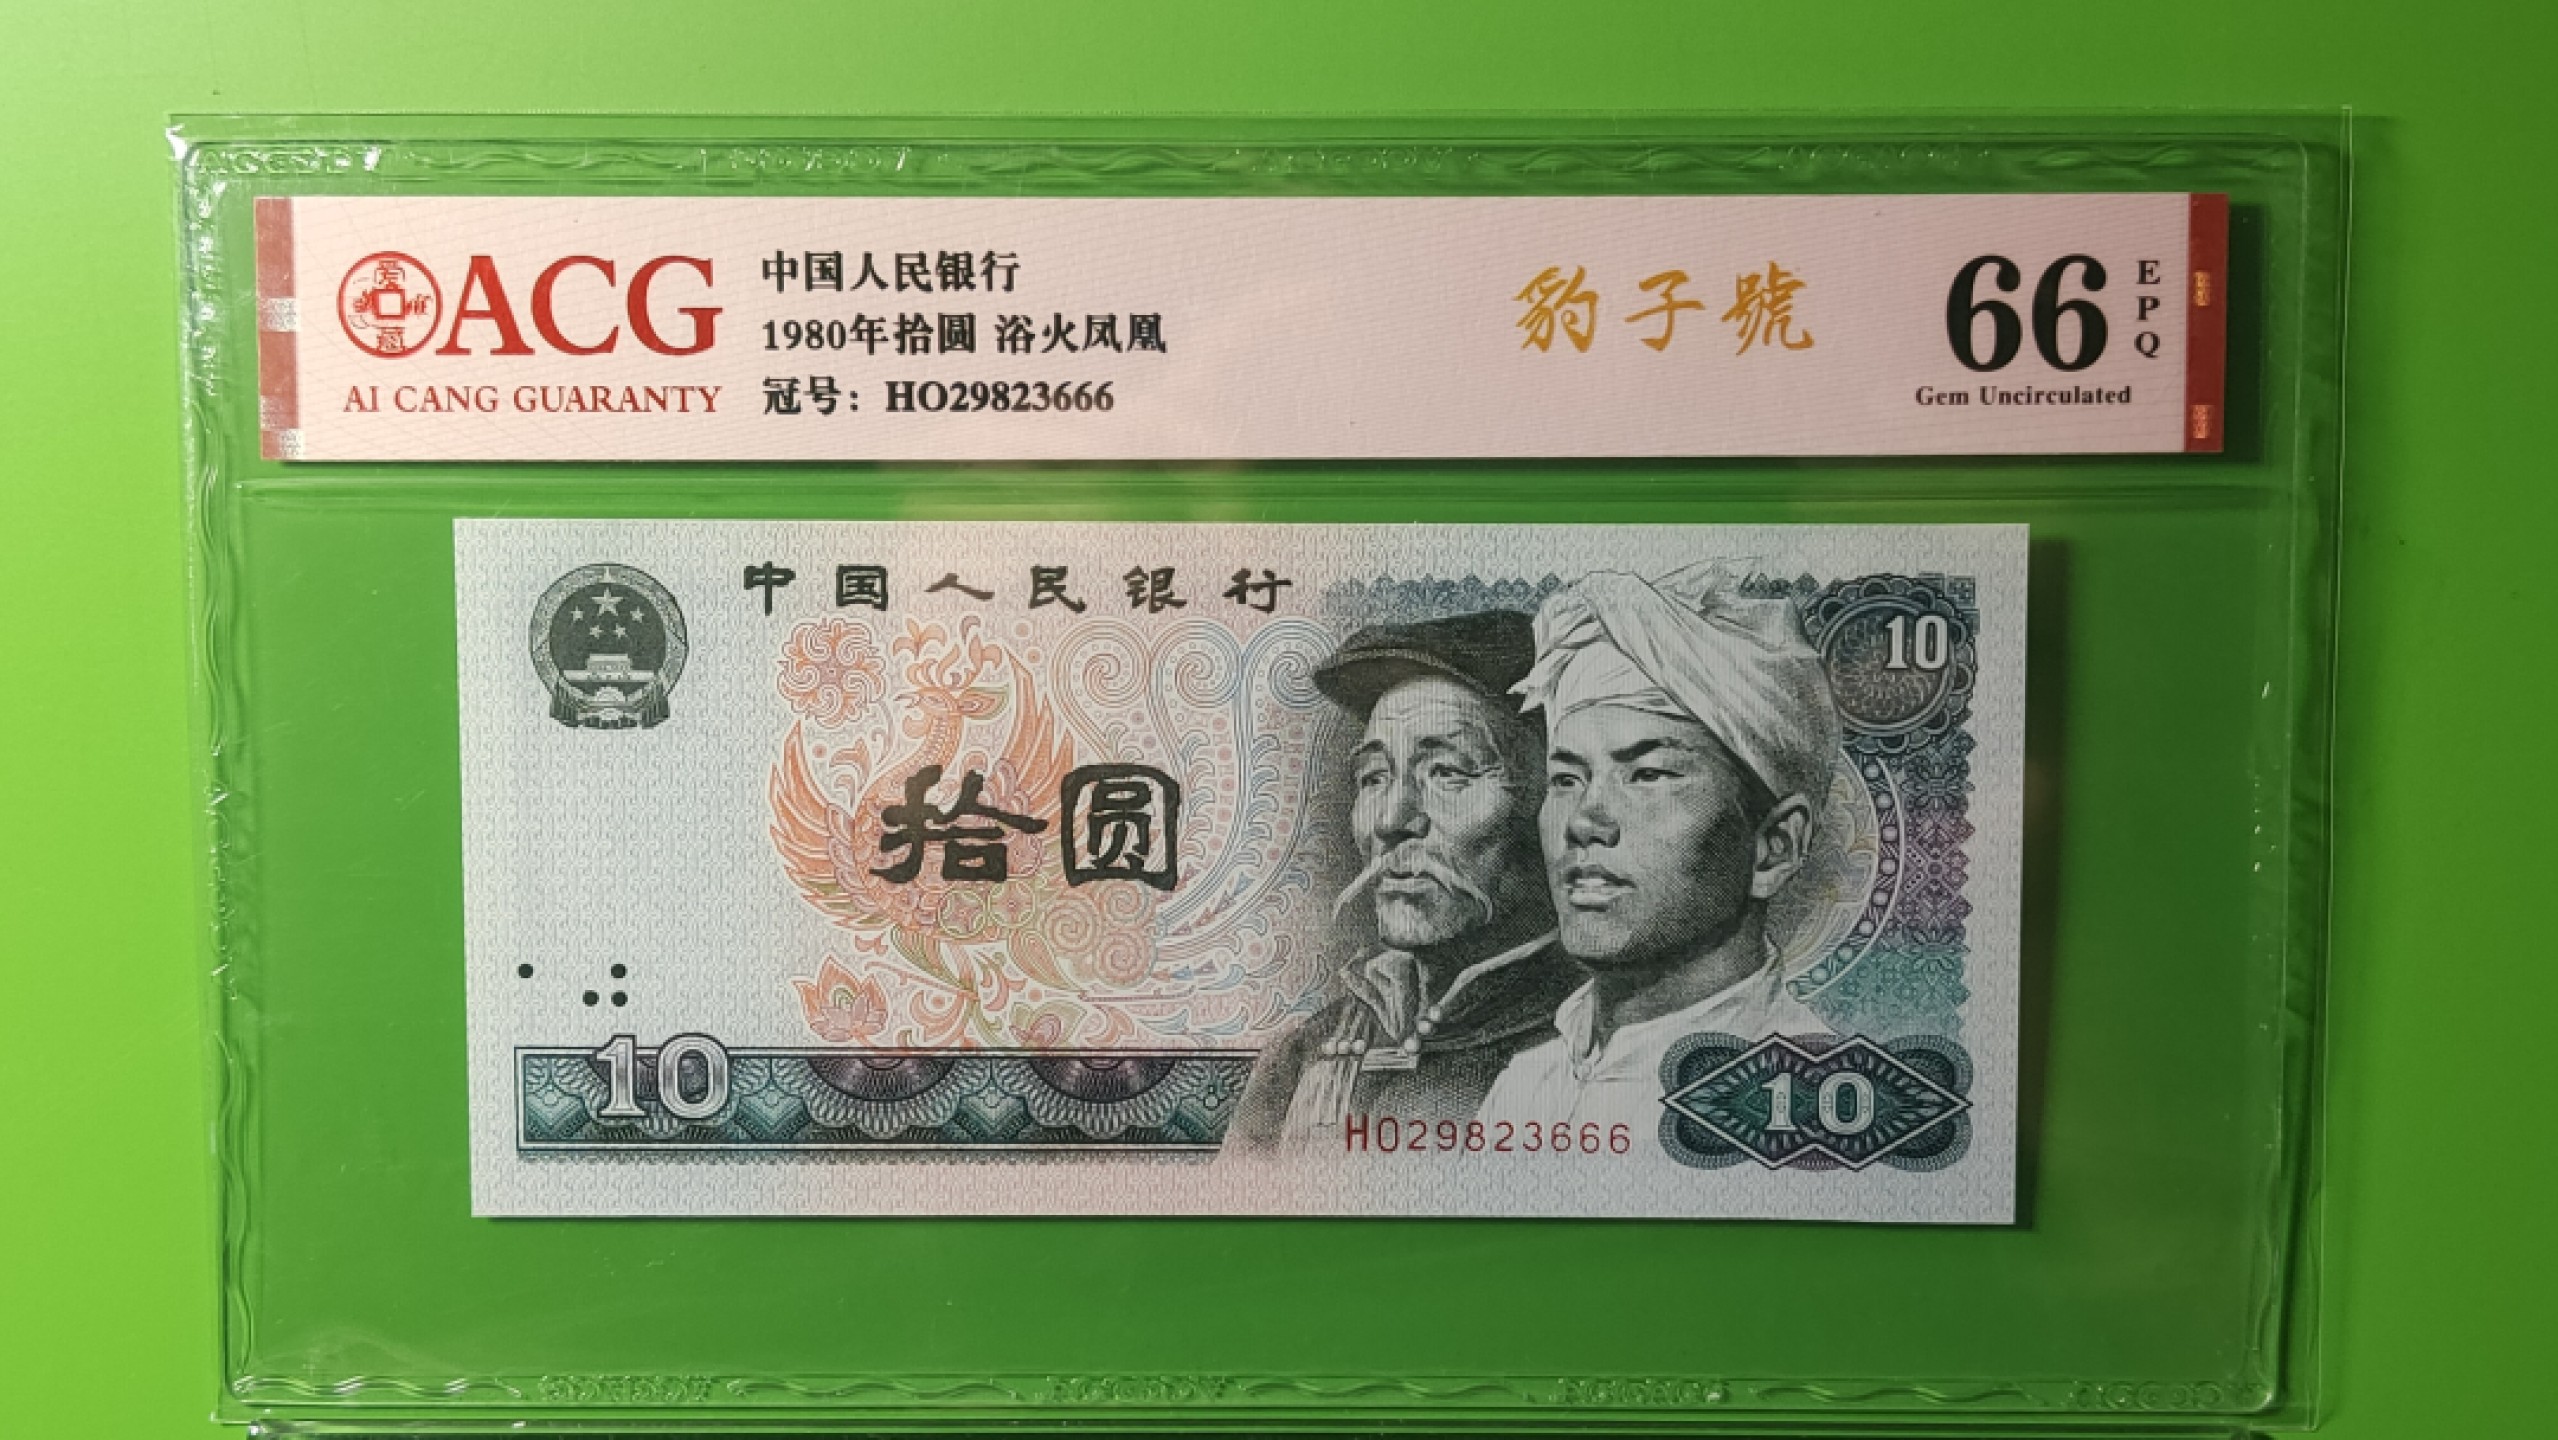 ACG
AI CANG GUARANTY
中国人民银行
1980年拾圆 浴火凤凰
冠号：HO29823666
豹子號
66
EPQ
Gem Uncirculated
中国人民银行
10
拾圆
10
HO29823666
10